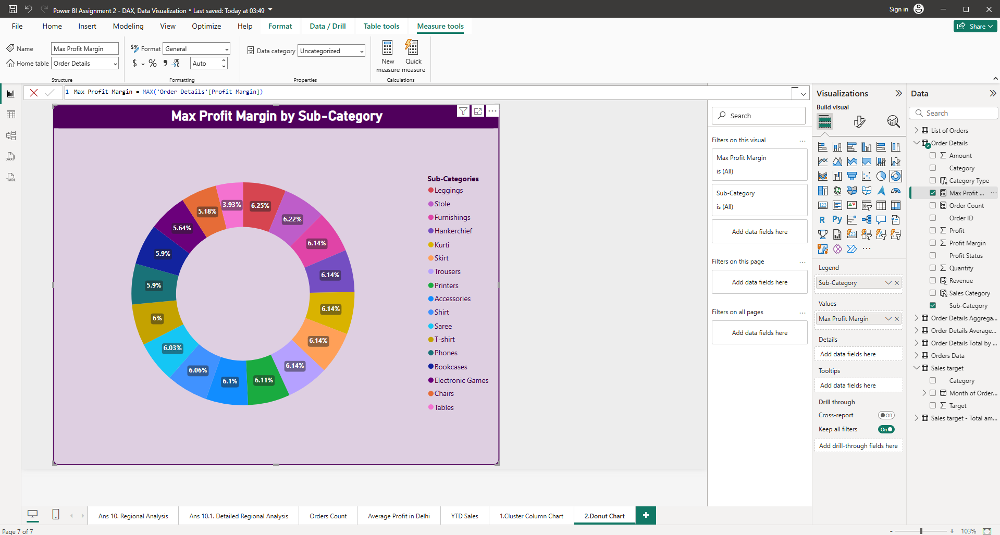 Power BI Assignment 2 - DAX, Data Visualization • Last saved: Today at 03:49
Sign in
File Home Insert Modeling View Optimize Help Format Data / Drill Table tools Measure tools
Share
Name Max Profit Margin
Home table Order Details
Structure
$% Format General
$ % , .00 Auto
Formatting
Data category Uncategorized
Properties
New measure
Quick measure
Calculations
1 Max Profit Margin = MAX('Order Details'[Profit Margin])
DAX
TMDL
Max Profit Margin by Sub-Category
6.25%
6.22%
6.14%
6.14%
6.14%
6.14%
6.14%
6.11%
6.1%
6.06%
6.03%
6%
5.9%
5.9%
5.64%
5.18%
3.93%
Sub-Categories
Leggings
Stole
Furnishings
Hankerchief
Kurti
Skirt
Trousers
Printers
Accessories
Shirt
Saree
T-shirt
Phones
Bookcases
Electronic Games
Chairs
Tables
Search
Filters on this visual ...
Max Profit Margin
is (All)
Sub-Category
is (All)
Add data fields here
Filters on this page ...
Add data fields here
Filters on all pages ...
Add data fields here
Visualizations
Build visual
123
R Py
123
...
Legend
Sub-Category
Values
Max Profit Margin
Details
Add data fields here
Tooltips
Add data fields here
Drill through
Cross-report Off
Keep all filters On
Add drill-through fields here
Data
Search
List of Orders
Order Details
Σ Amount
Category
Category Type
Max Profit ... ...
Order Count
Order ID
Σ Profit
Σ Profit Margin
Profit Status
Σ Quantity
Revenue
Sales Category
Sub-Category
Order Details Aggrega...
Order Details Average...
Order Details Total by ...
Orders Data
Sales target
Category
Month of Order...
Σ Target
Sales target - Total am...
Ans 10. Regional Analysis
Ans 10.1. Detailed Regional Analysis
Orders Count
Average Profit in Delhi
YTD Sales
1.Cluster Column Chart
2.Donut Chart
+
Page 7 of 7
- + 103%